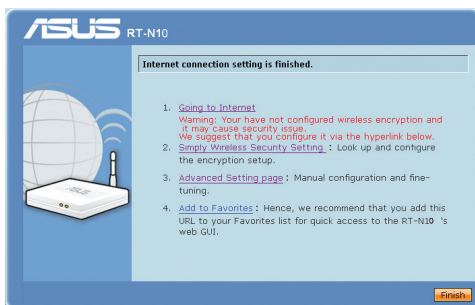 ASUS RT-N10
Internet connection setting is finished.
1. Going to Internet
Warning: Your have not configured wireless encryption and
it may cause security issue.
We suggest that you configure it via the hyperlink below.
2. Simply Wireless Security Setting : Look up and configure
the encryption setup.
3. Advanced Setting page : Manual configuration and fine-
tuning.
4. Add to Favorites : Hence, we recommend that you add this
URL to your Favorites list for quick access to the RT-N10 's
web GUI.
Finish